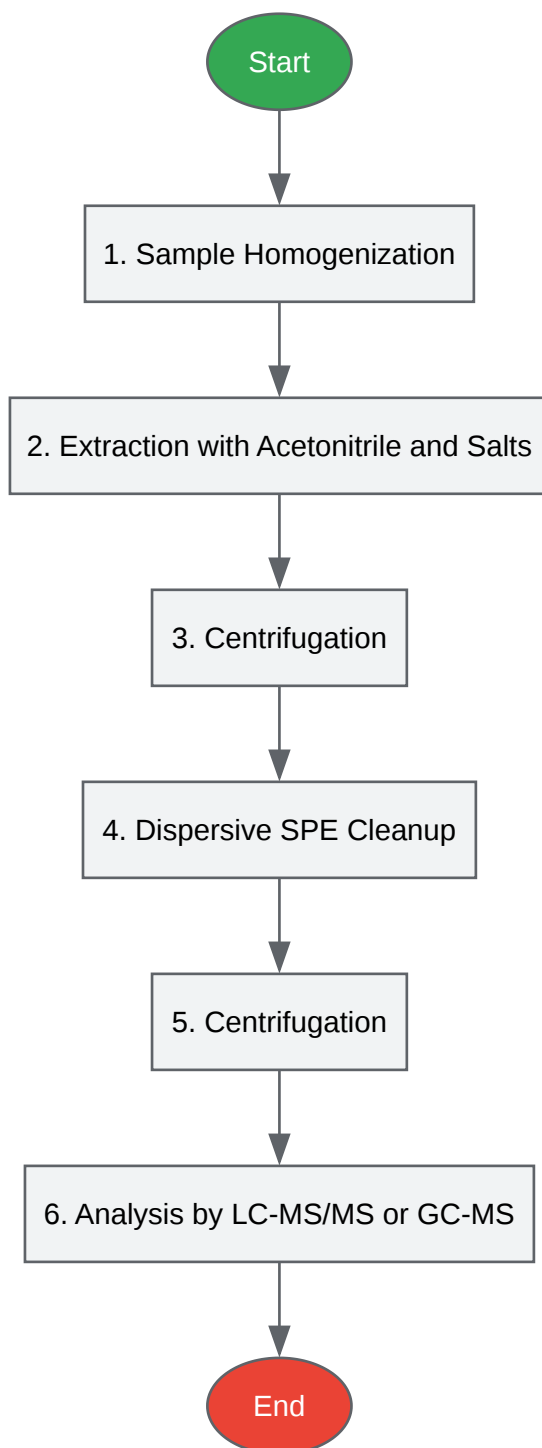 Start
1. Sample Homogenization
2. Extraction with Acetonitrile and Salts
3. Centrifugation
4. Dispersive SPE Cleanup
5. Centrifugation
6. Analysis by LC-MS/MS or GC-MS
End